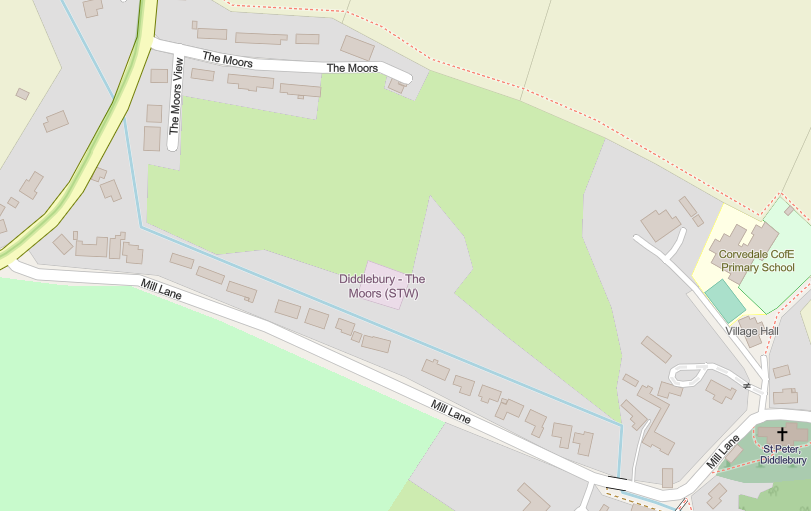 The Moors
The Moors
The Moors View
Corvedale CofE
Primary School
Diddlebury - The
Moors (STW)
Mill Lane
Village Hall
Mill Lane
Mill Lane
St Peter,
Diddlebury